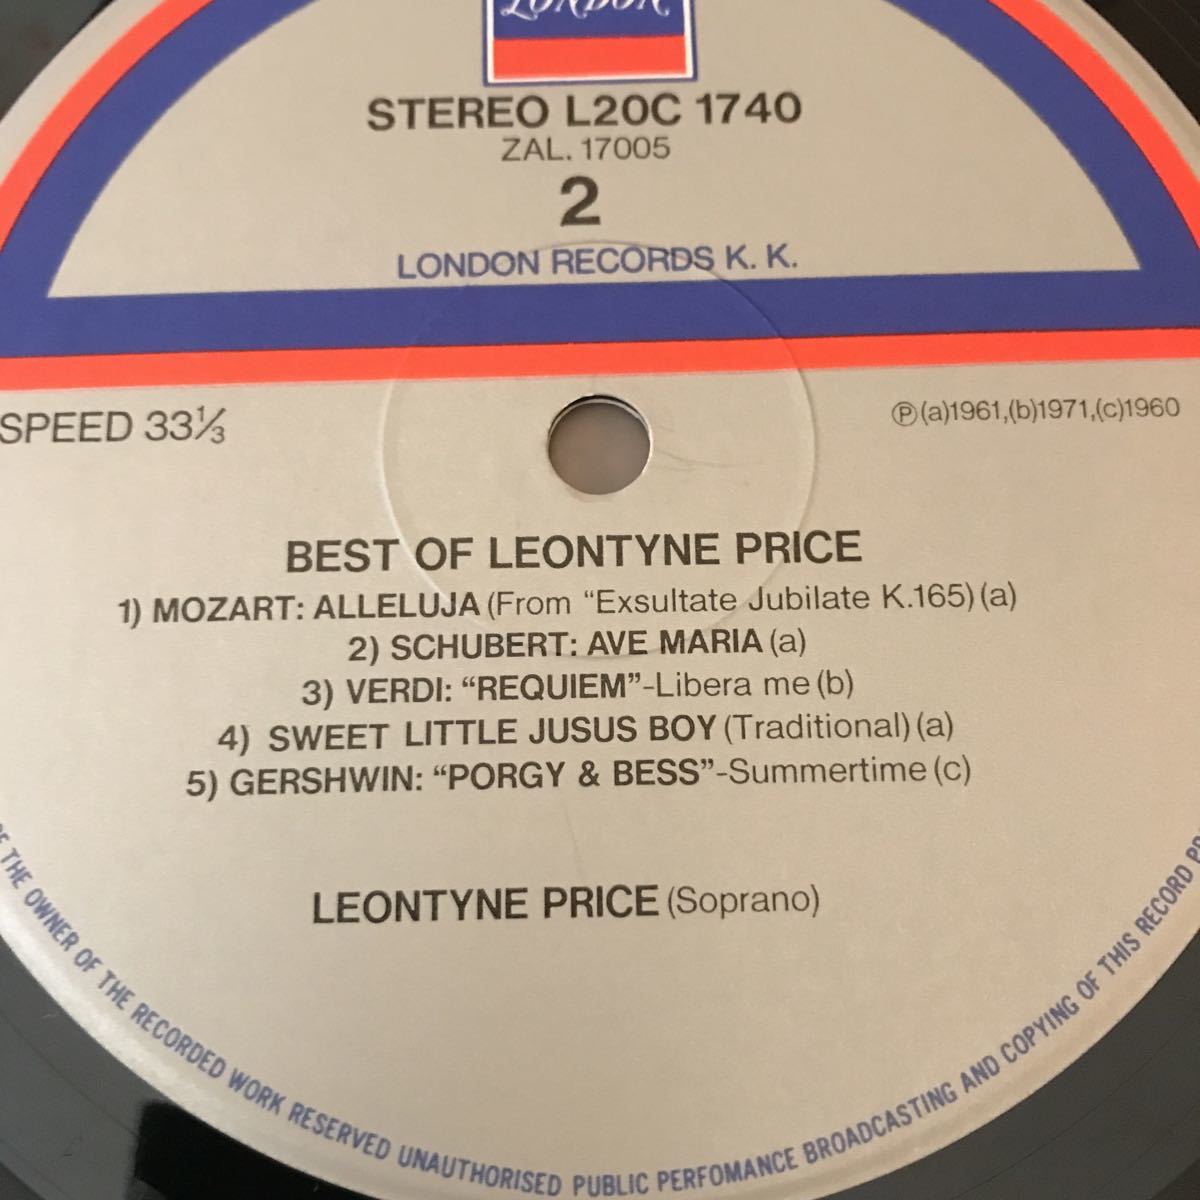 LONDON
STEREO L20C 1740
ZAL. 17005
2
LONDON RECORDS K. K.
SPEED 33⅓
℗(a)1961,(b)1971,(c)1960
BEST OF LEONTYNE PRICE
1) MOZART: ALLELUJA (From “Exsultate Jubilate K.165) (a)
2) SCHUBERT: AVE MARIA (a)
3) VERDI: “REQUIEM”-Libera me (b)
4) SWEET LITTLE JUSUS BOY (Traditional) (a)
5) GERSHWIN: “PORGY & BESS”-Summertime (c)
LEONTYNE PRICE (Soprano)
THE OWNER OF THE RECORDED WORK RESERVED UNAUTHORISED PUBLIC PERFOMANCE BROADCASTING AND COPYING OF THIS RECORD